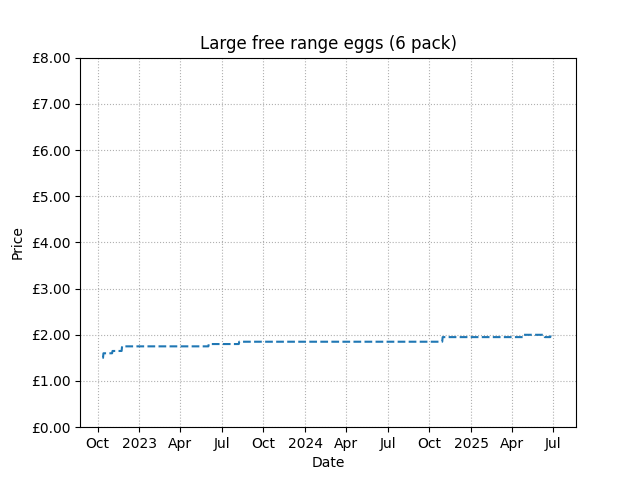 Large free range eggs (6 pack)
£8.00
£7.00
£6.00
£5.00
£4.00
£3.00
£2.00
£1.00
£0.00
Price
Oct 2023 Apr Jul Oct 2024 Apr Jul Oct 2025 Apr Jul
Date